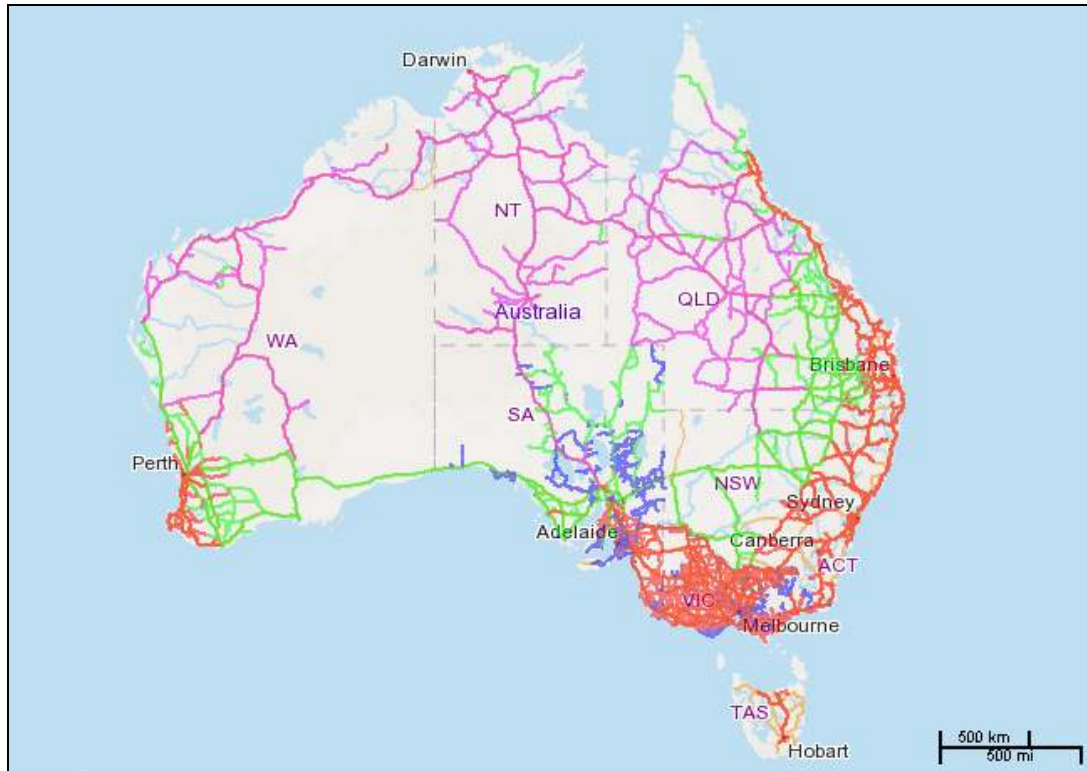 Darwin
NT
QLD
Australia
WA
Brisbane
SA
Perth
NSW
Sydney
Adelaide
Canberra
ACT
VIC
Melbourne
TAS
Hobart
500 km
500 mi